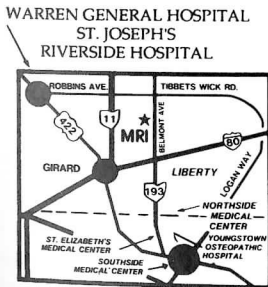 WARREN GENERAL HOSPITAL
ST. JOSEPH'S
RIVERSIDE HOSPITAL
ROBBINS AVE.
TIBBETS WICK RD.
422
11
MRI
BELMONT AVE
80
GIRARD
LIBERTY
LOGAN WAY
193
NORTHSIDE
MEDICAL
CENTER
ST. ELIZABETH'S
MEDICAL CENTER
YOUNGSTOWN
OSTEOPATHIC
HOSPITAL
SOUTHSIDE
MEDICAL CENTER